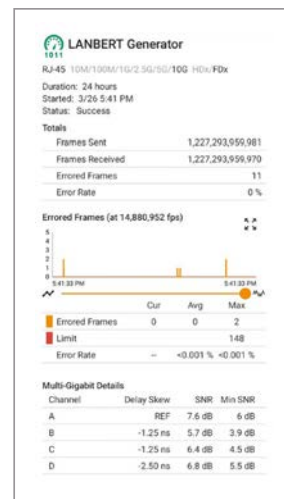 1011
LANBERT Generator
RJ-45 10M/100M/1G/2.5G/5G/10G HDx/FDx
Duration: 24 hours
Started: 3/26 5:41 PM
Status: Success
Totals
Frames Sent 1,227,293,959,981
Frames Received 1,227,293,959,970
Errored Frames 11
Error Rate 0 %
Errored Frames (at 14,880,952 fps)
5
4
3
2
1
0
5:41:33 PM 5:41:33 PM
Cur Avg Max
Errored Frames 0 0 2
Limit 148
Error Rate -- <0.001 % <0.001 %
Multi-Gigabit Details
Channel Delay Skew SNR Min SNR
A REF 7.6 dB 6 dB
B -1.25 ns 5.7 dB 3.9 dB
C -1.25 ns 6.4 dB 4.5 dB
D -2.50 ns 6.8 dB 5.5 dB